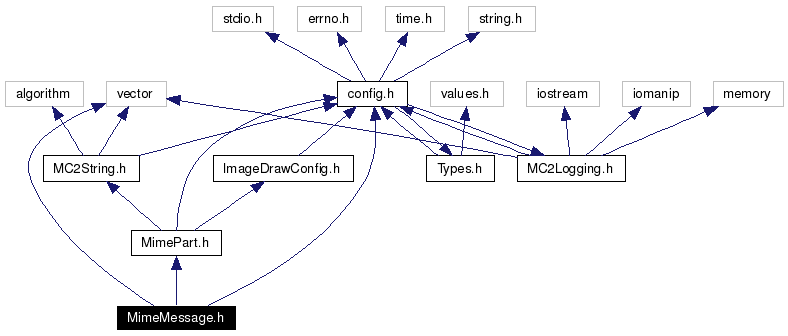 stdio.h
errno.h
time.h
string.h
algorithm
vector
config.h
values.h
iostream
iomanip
memory
MC2String.h
ImageDrawConfig.h
Types.h
MC2Logging.h
MimePart.h
MimeMessage.h